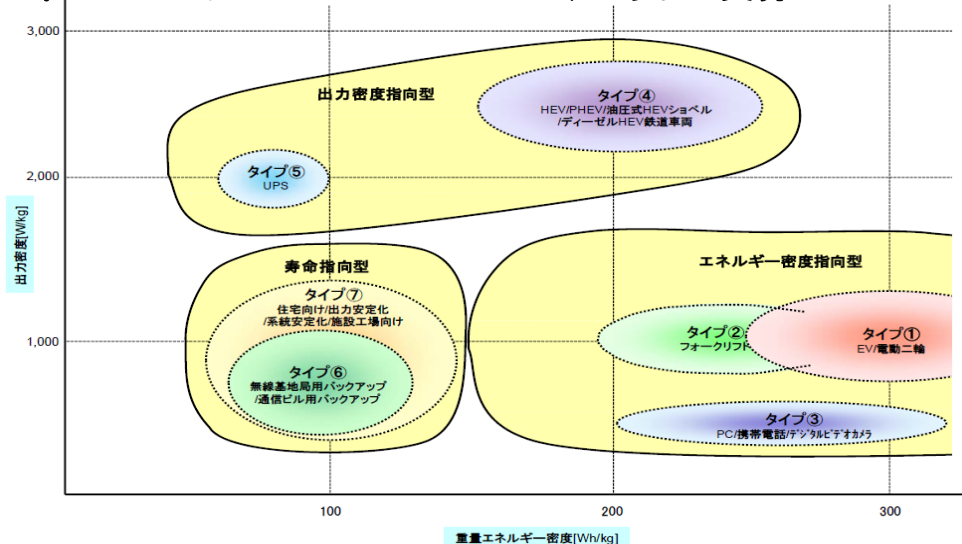 3,000
出力密度指向型
タイプ④
HEV/PHEV/油圧式HEVショベル
/ディーゼルHEV鉄道車両
タイプ⑤
UPS
2,000
出力密度[W/kg]
寿命指向型
エネルギー密度指向型
タイプ⑦
住宅向け/出力安定化
/系統安定化/施設工場向け
タイプ②
フォークリフト
タイプ①
EV/電動二輪
1,000
タイプ⑥
無線基地局用バックアップ
/通信ビル用バックアップ
タイプ③
PC/携帯電話/デジタルビデオカメラ
100
200
300
重量エネルギー密度[Wh/kg]